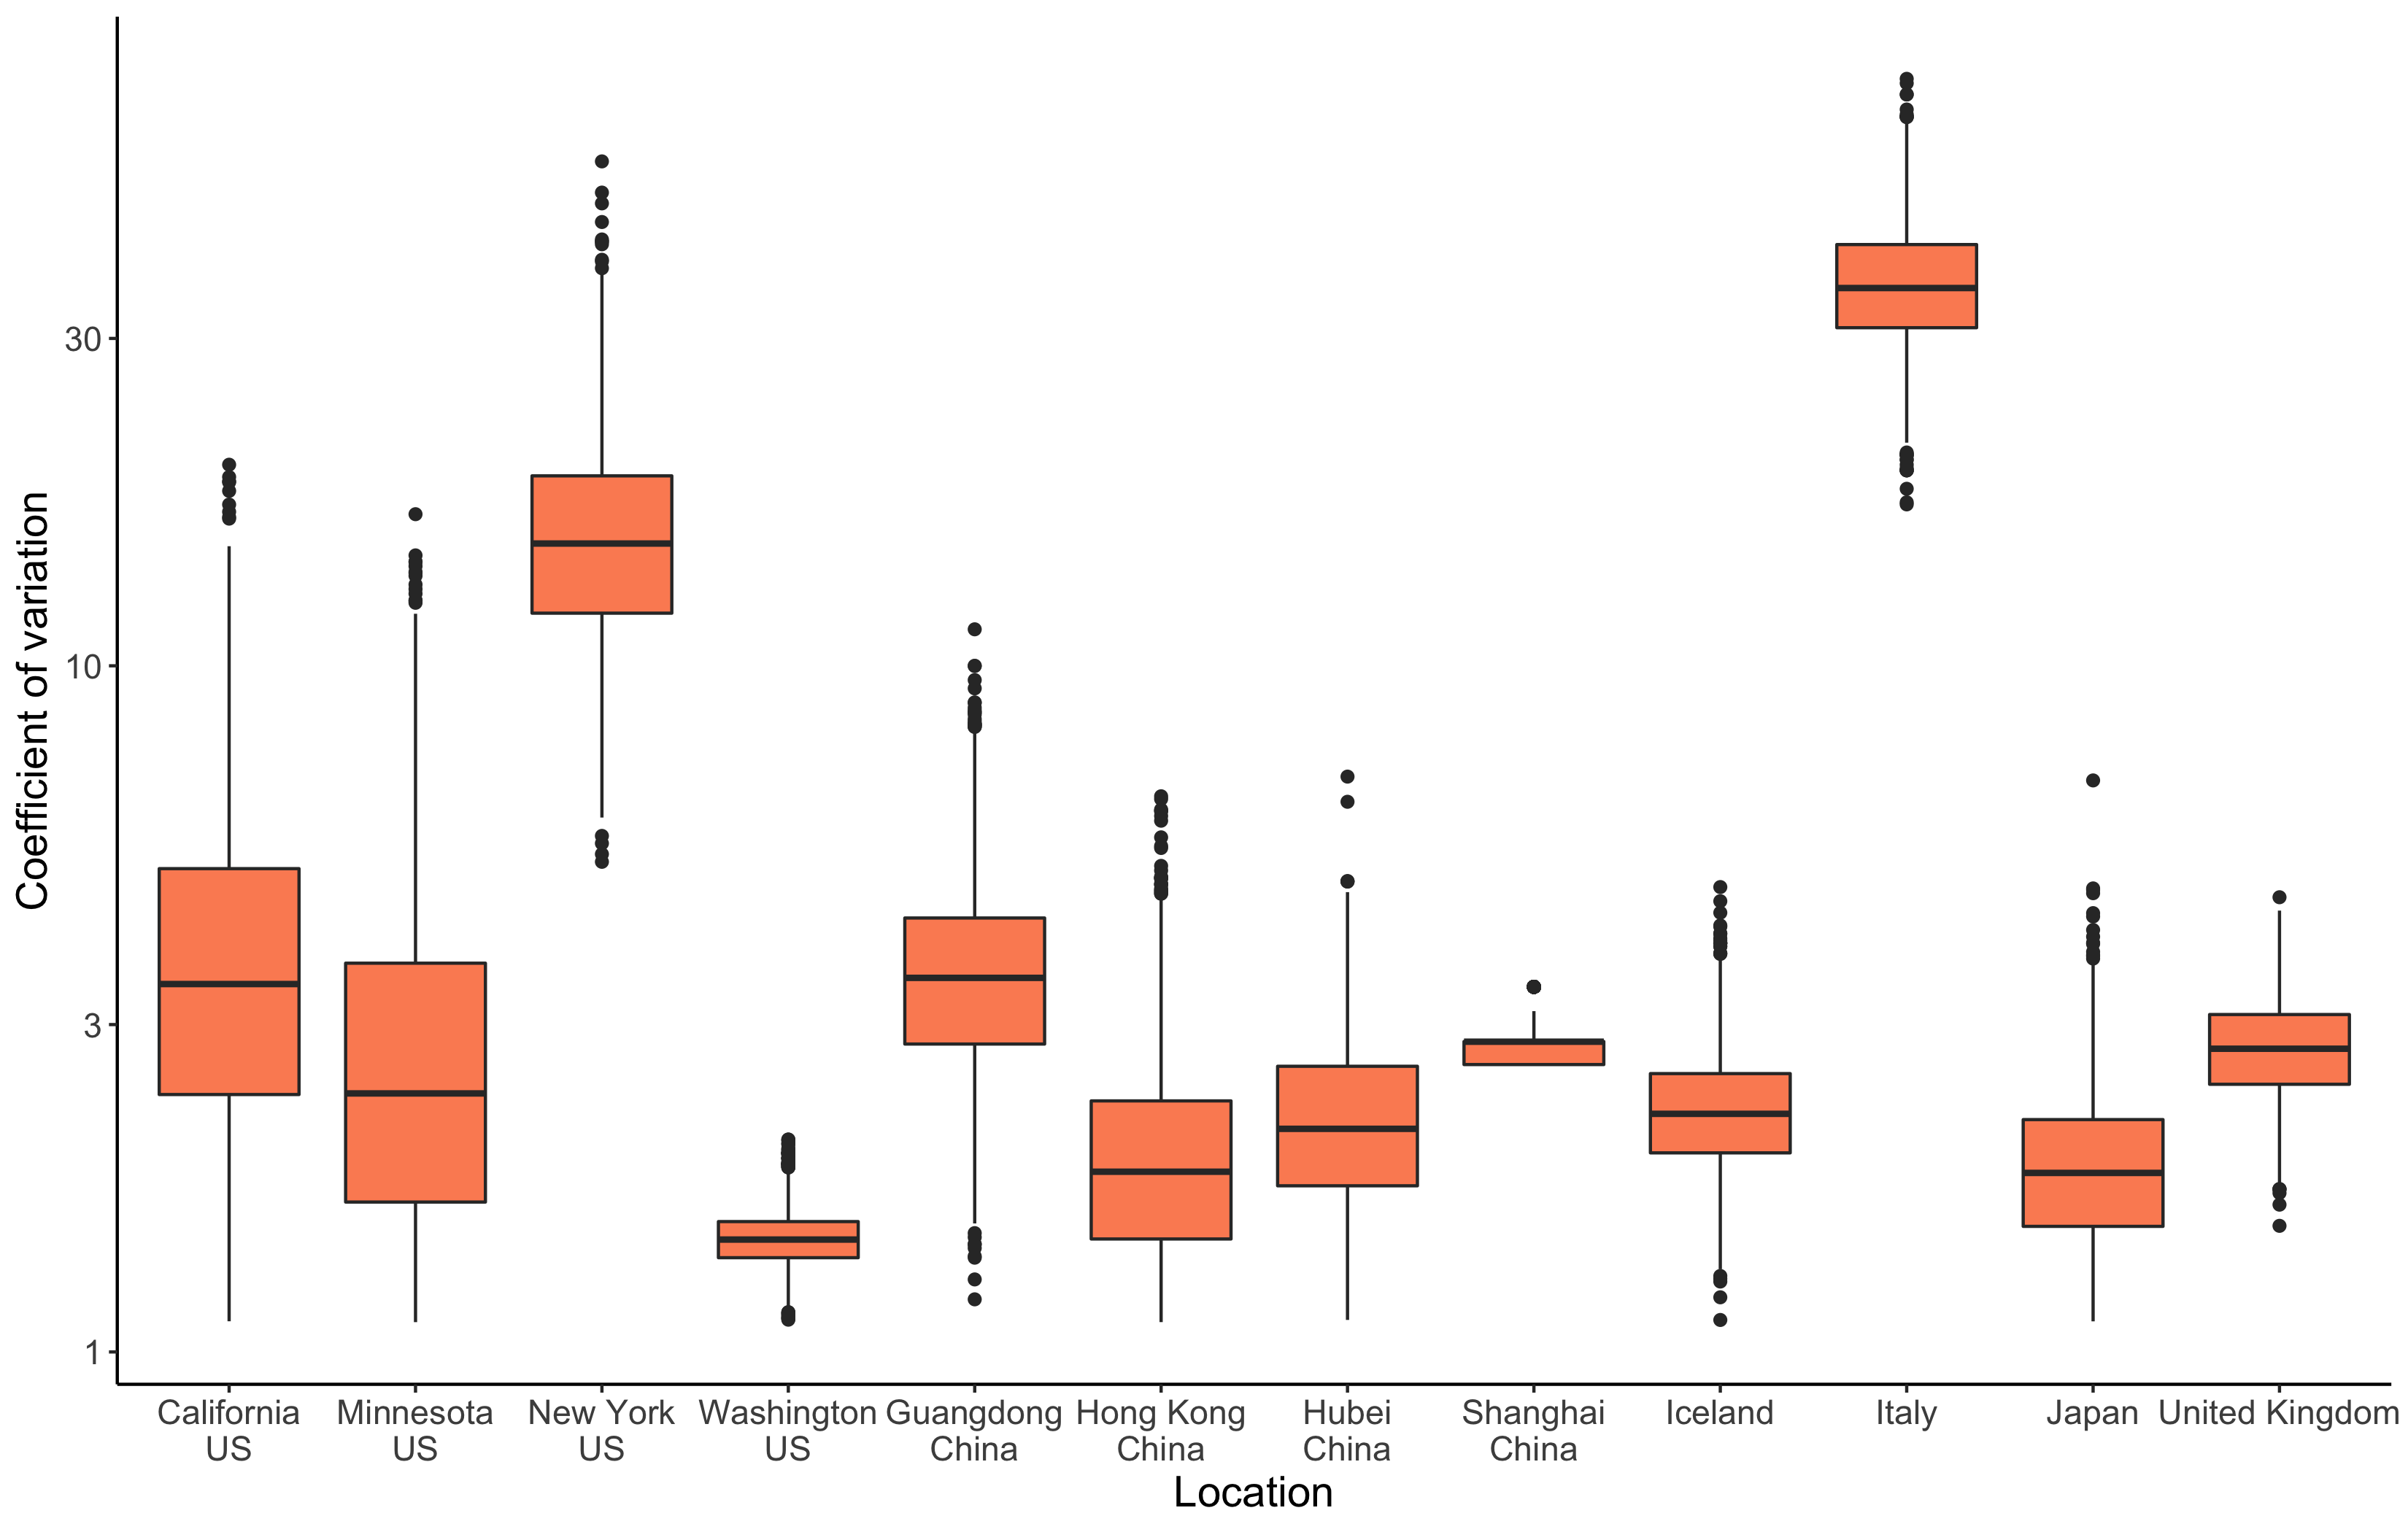 Coefficient of variation
30
10
3
1
California
US
Minnesota
US
New York
US
Washington
US
Guangdong
China
Hong Kong
China
Hubei
China
Shanghai
China
Iceland
Italy
Japan
United Kingdom
Location